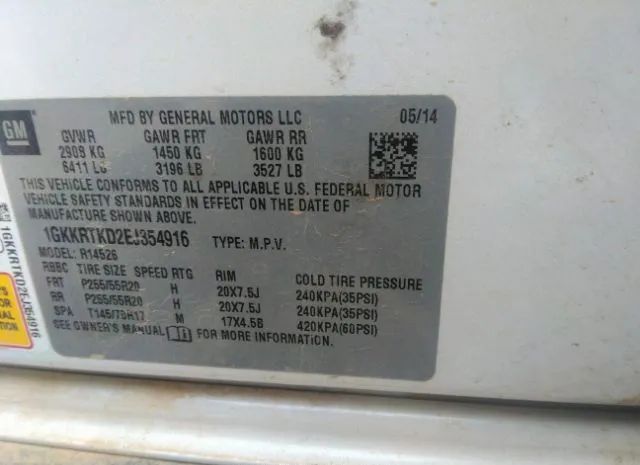 GM
MFD BY GENERAL MOTORS LLC 05/14
GVWR GAWR FRT GAWR RR
2908 KG 1450 KG 1600 KG
6411 LB 3196 LB 3527 LB
THIS VEHICLE CONFORMS TO ALL APPLICABLE U.S. FEDERAL MOTOR
VEHICLE SAFETY STANDARDS IN EFFECT ON THE DATE OF
MANUFACTURE SHOWN ABOVE.
1GKKRTKD2EJ354916 TYPE: M.P.V.
MODEL: R14526
RBBC TIRE SIZE SPEED RTG RIM COLD TIRE PRESSURE
FRT P255/55R20 H 20X7.5J 240KPA(35PSI)
RR P255/55R20 H 20X7.5J 240KPA(35PSI)
SPA T145/70R17 M 17X4.5B 420KPA(60PSI)
SEE OWNER'S MANUAL FOR MORE INFORMATION.
1GKKRTKD2EJ354916